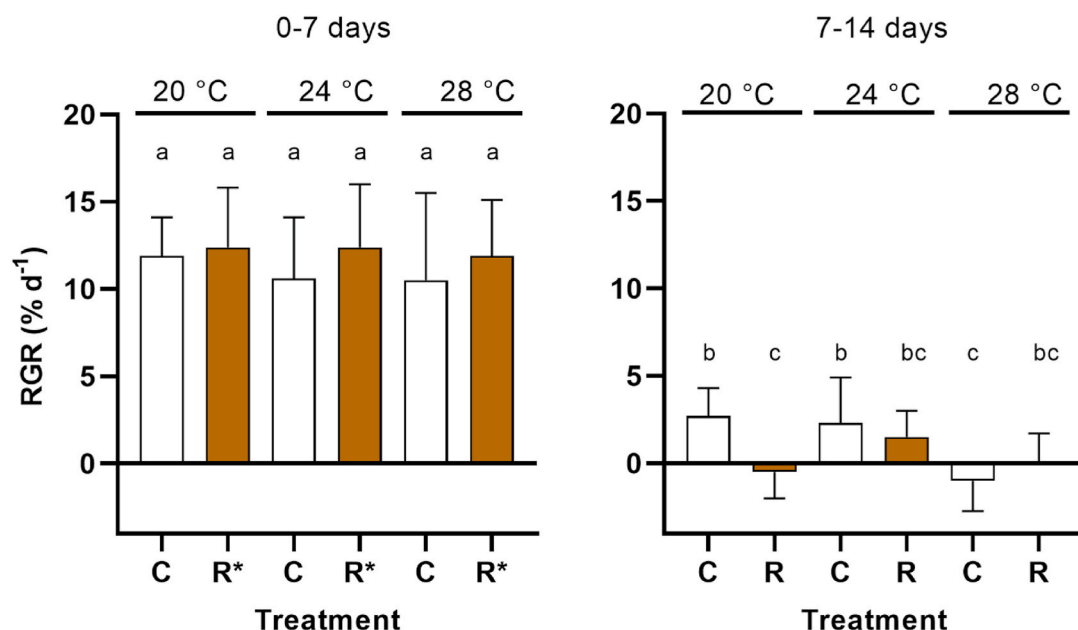 0-7 days
20 °C 24 °C 28 °C
20
a a a a a a
15
10
5
0
RGR (% d⁻¹)
C R* C R* C R*
Treatment
7-14 days
20 °C 24 °C 28 °C
20
15
10
5
b c b bc c bc
0
C R C R C R
Treatment